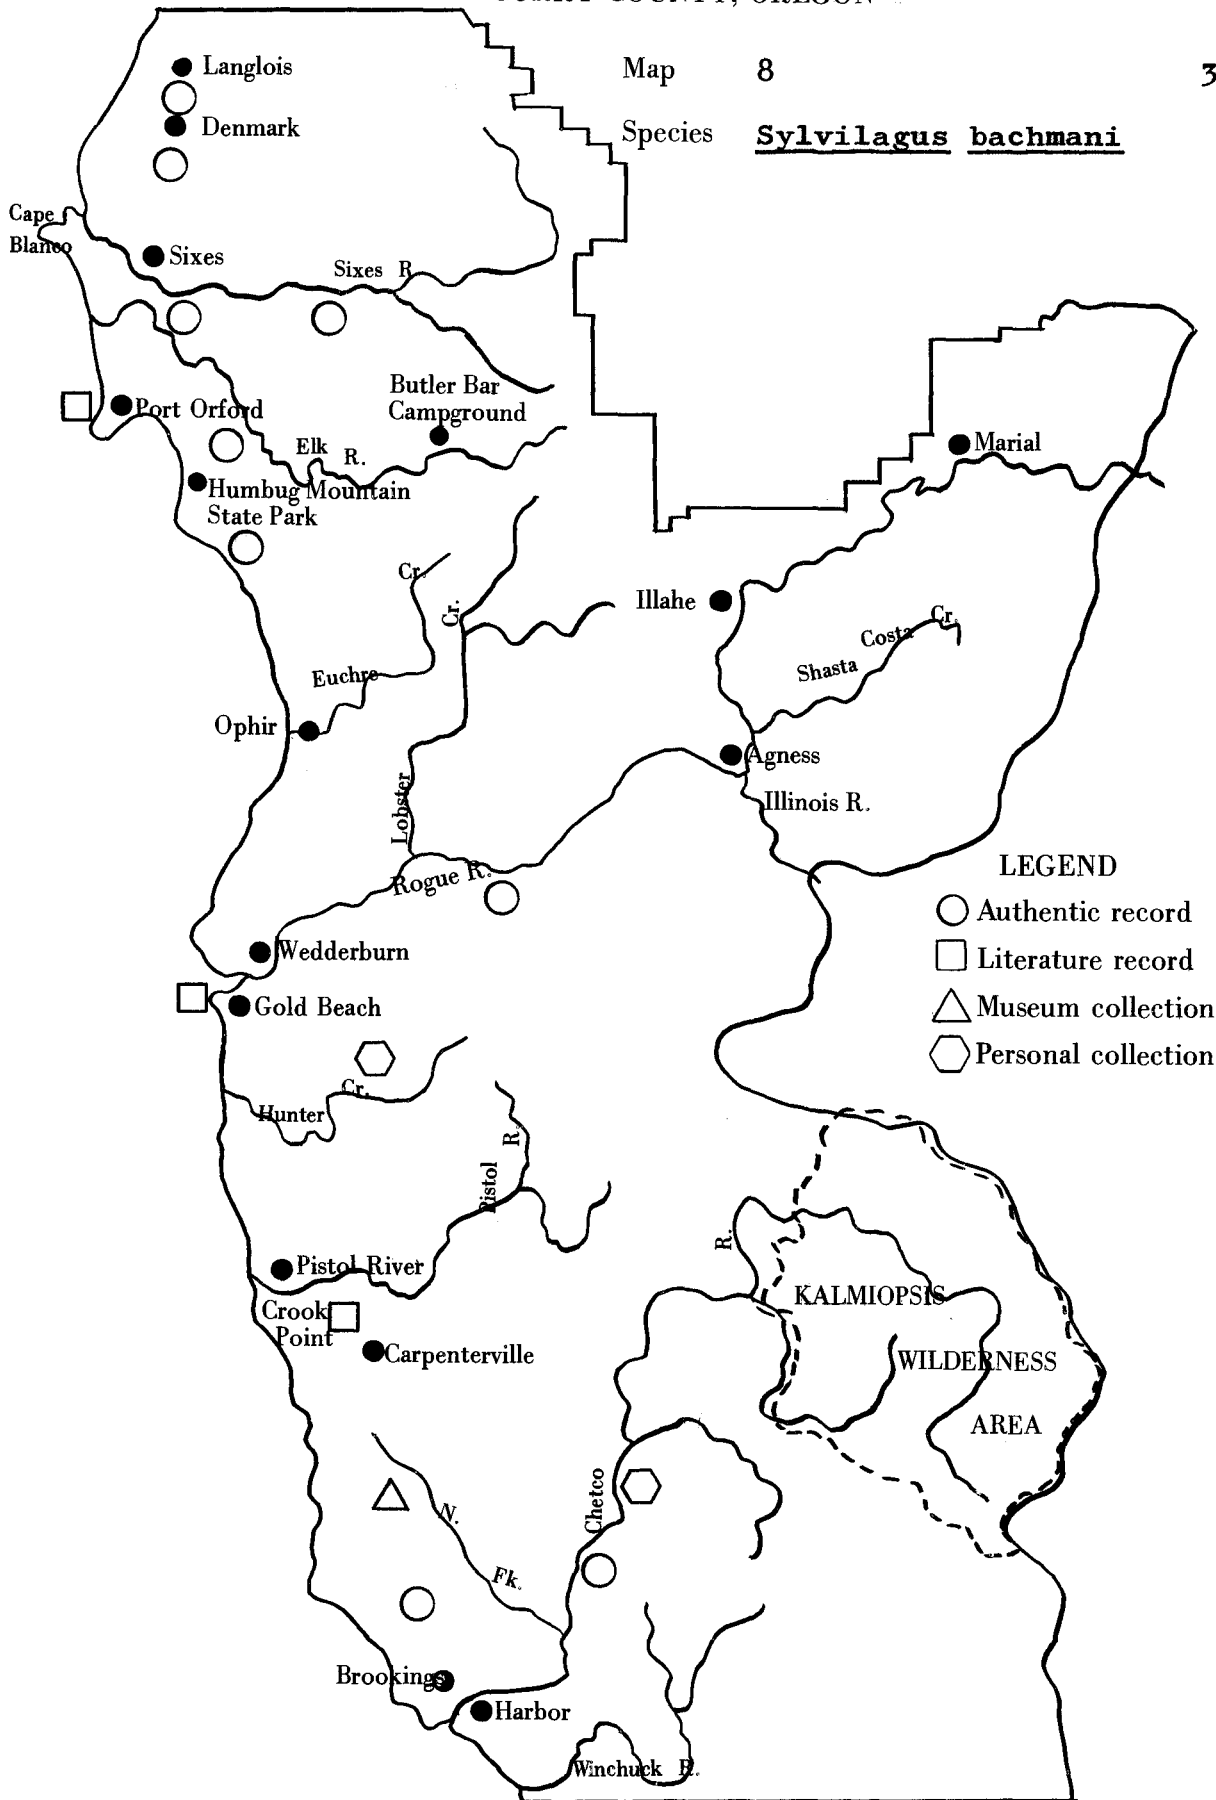 COUNTY, OREGON
Map 8 3
Species Sylvilagus bachmani
Langlois
Denmark
Cape
Blanco
Sixes
Sixes R
Butler Bar
Campground
Port Orford
Elk R.
Marial
Humbug Mountain
State Park
Euchre Cr.
Lobster Cr.
Illahe
Shasta Costa Cr.
Ophir
Agness
Illinois R.
Rogue R.
LEGEND
Authentic record
Literature record
Museum collection
Personal collection
Wedderburn
Gold Beach
Hunter Cr.
Pistol R.
Pistol River
Crook
Point
Carpenterville
KALMIOPSIS
WILDERNESS
AREA
Chetco R.
N. Fk.
Brookings
Harbor
Winchuck R.